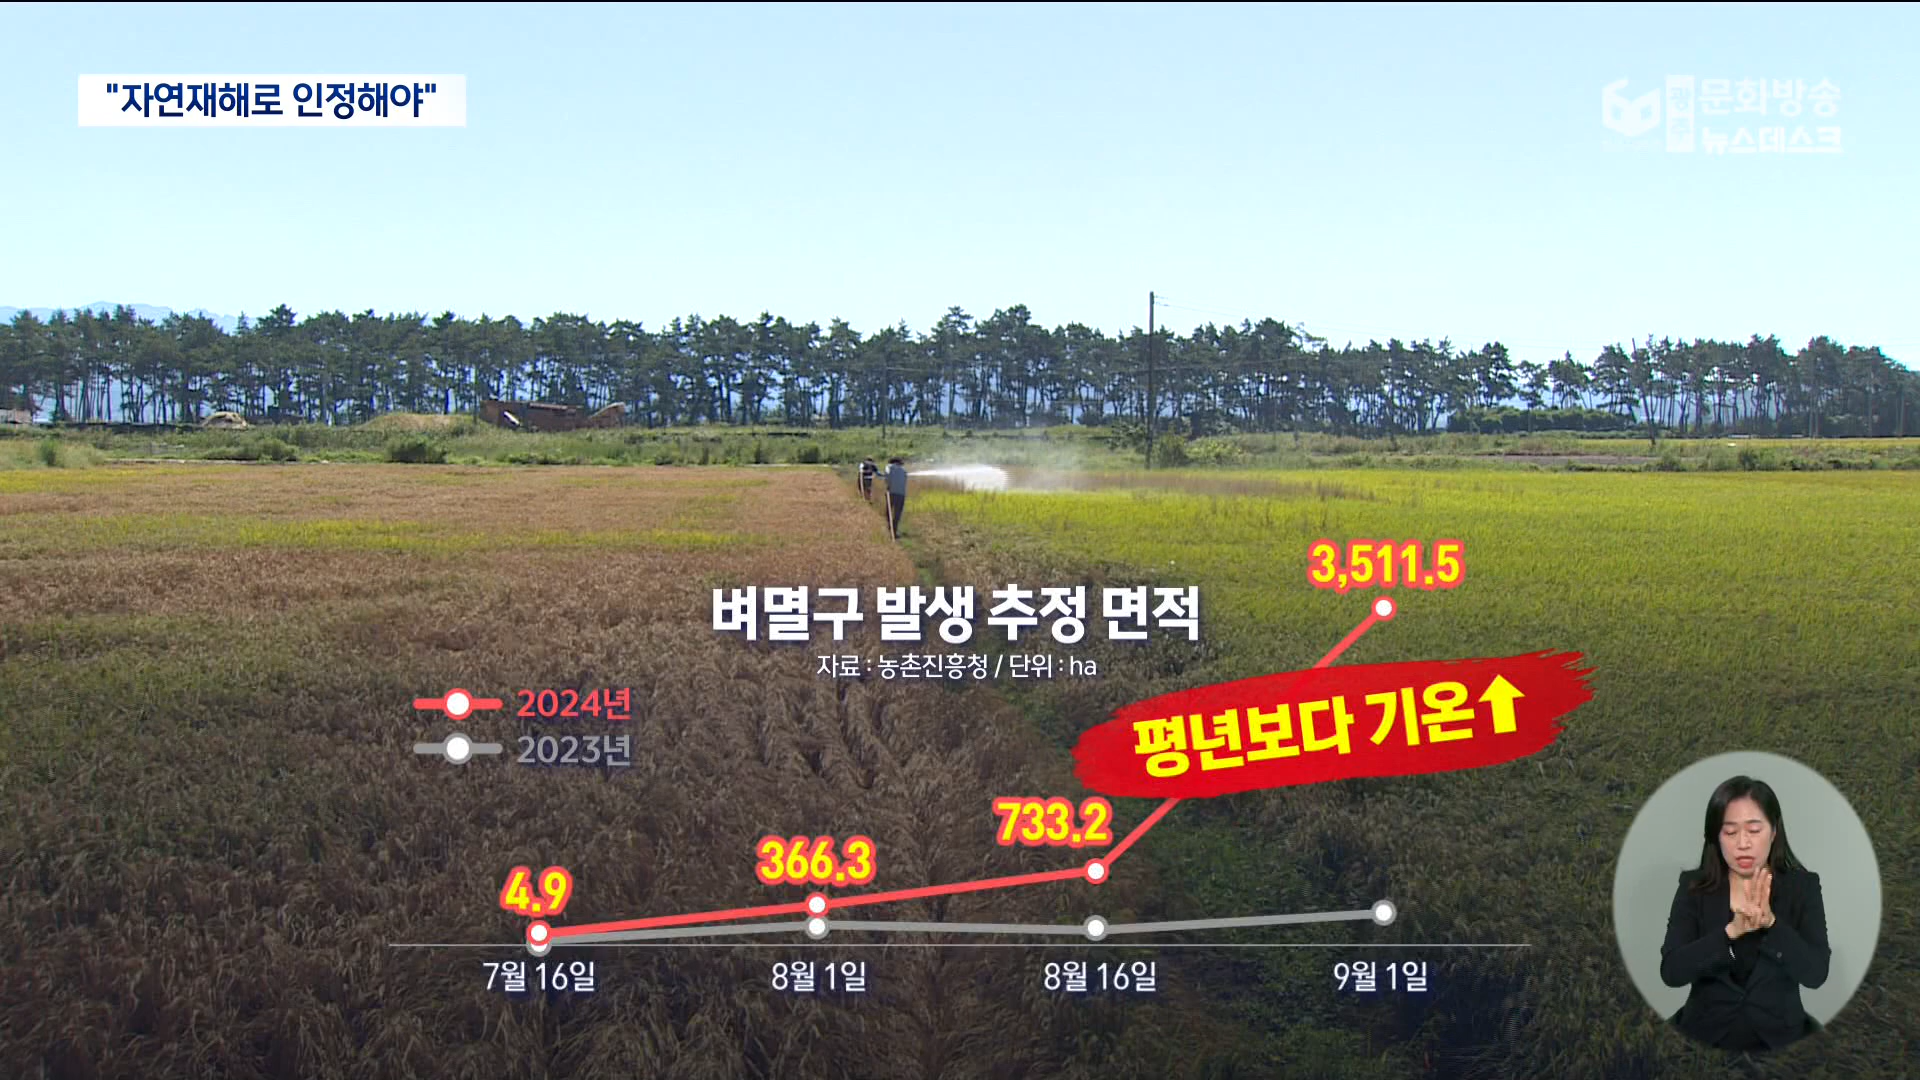 "자연재해로 인정해야"
광주
문화방송
뉴스데스크
3,511.5
벼멸구 발생 추정 면적
자료 : 농촌진흥청 / 단위 : ha
2024년
2023년
평년보다 기온
733.2
366.3
4.9
7월 16일
8월 1일
8월 16일
9월 1일